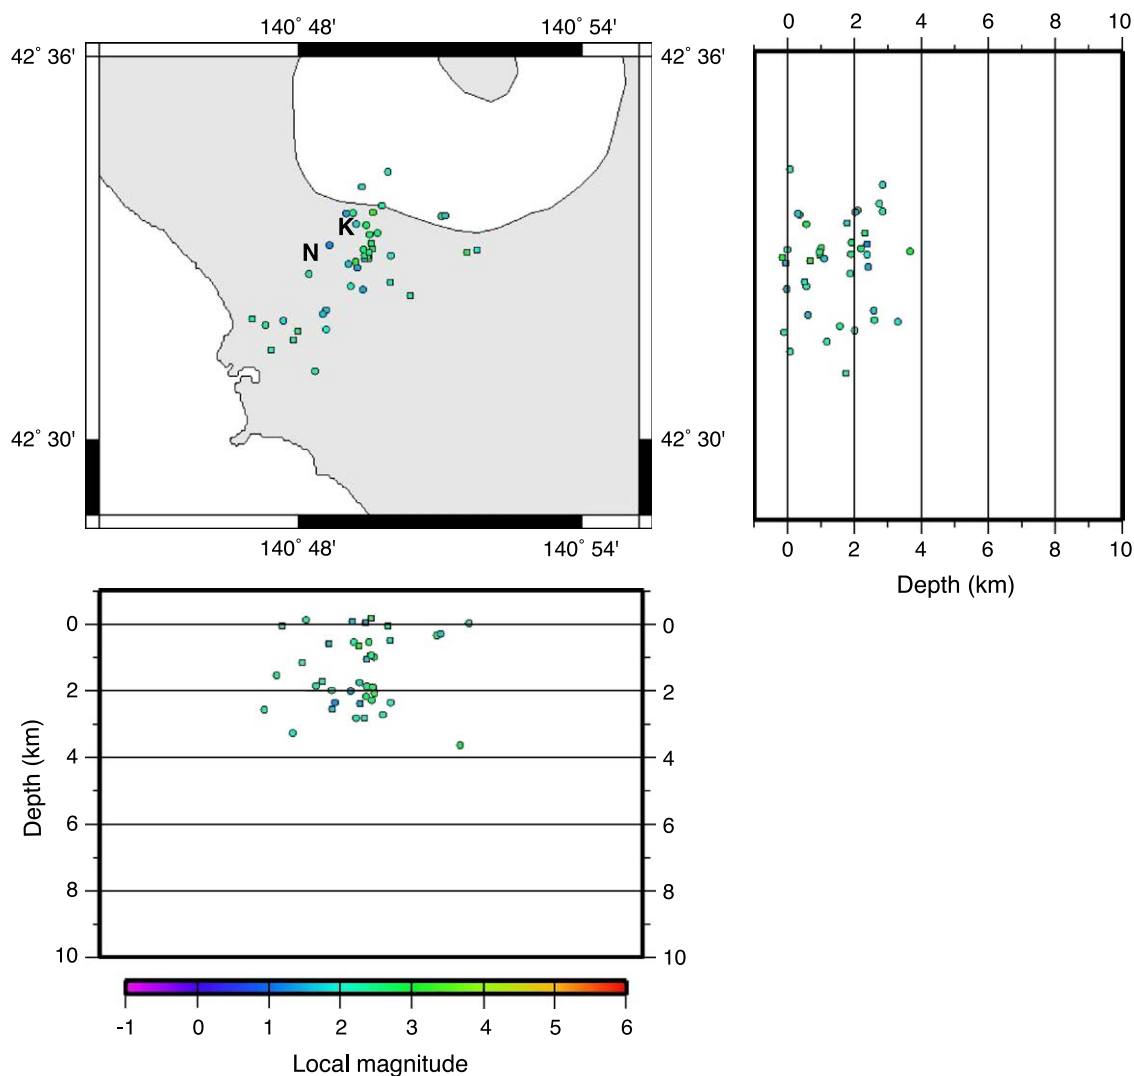 140° 48' 140° 54'
0 2 4 6 8 10
42° 36' 42° 36'
K
N
42° 30' 42° 30'
140° 48' 140° 54'
0 2 4 6 8 10
Depth (km)
0 0
2 2
4 4
6 6
8 8
10 10
Depth (km)
-1 0 1 2 3 4 5 6
Local magnitude